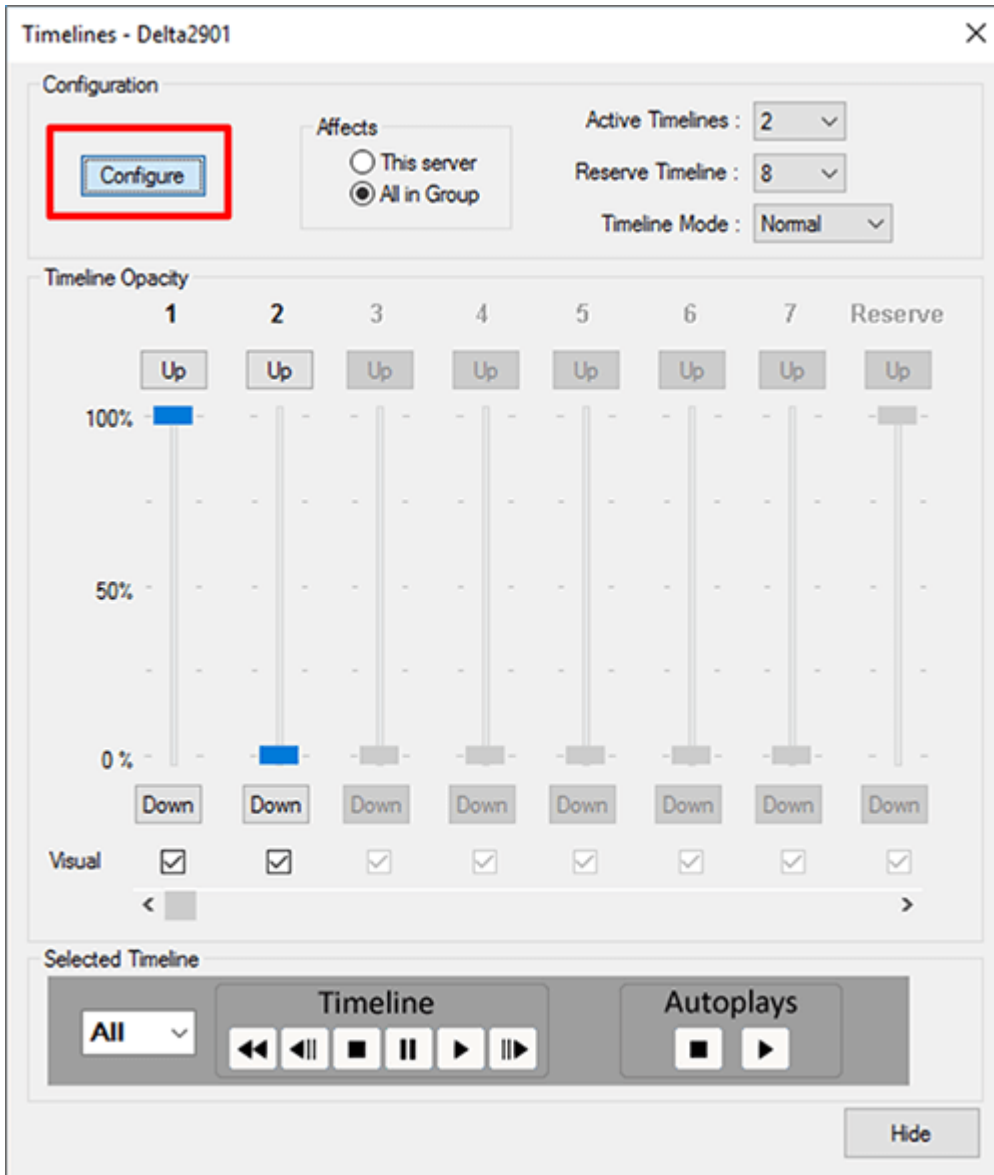 Timelines - Delta2901
Configuration
Configure
Affects
This server
All in Group
Active Timelines : 2
Reserve Timeline : 8
Timeline Mode : Normal
Timeline Opacity
1 2 3 4 5 6 7 Reserve
Up Up Up Up Up Up Up Up
100%
50%
0 %
Down Down Down Down Down Down Down Down
Visual
Selected Timeline
All
Timeline
Autoplays
Hide